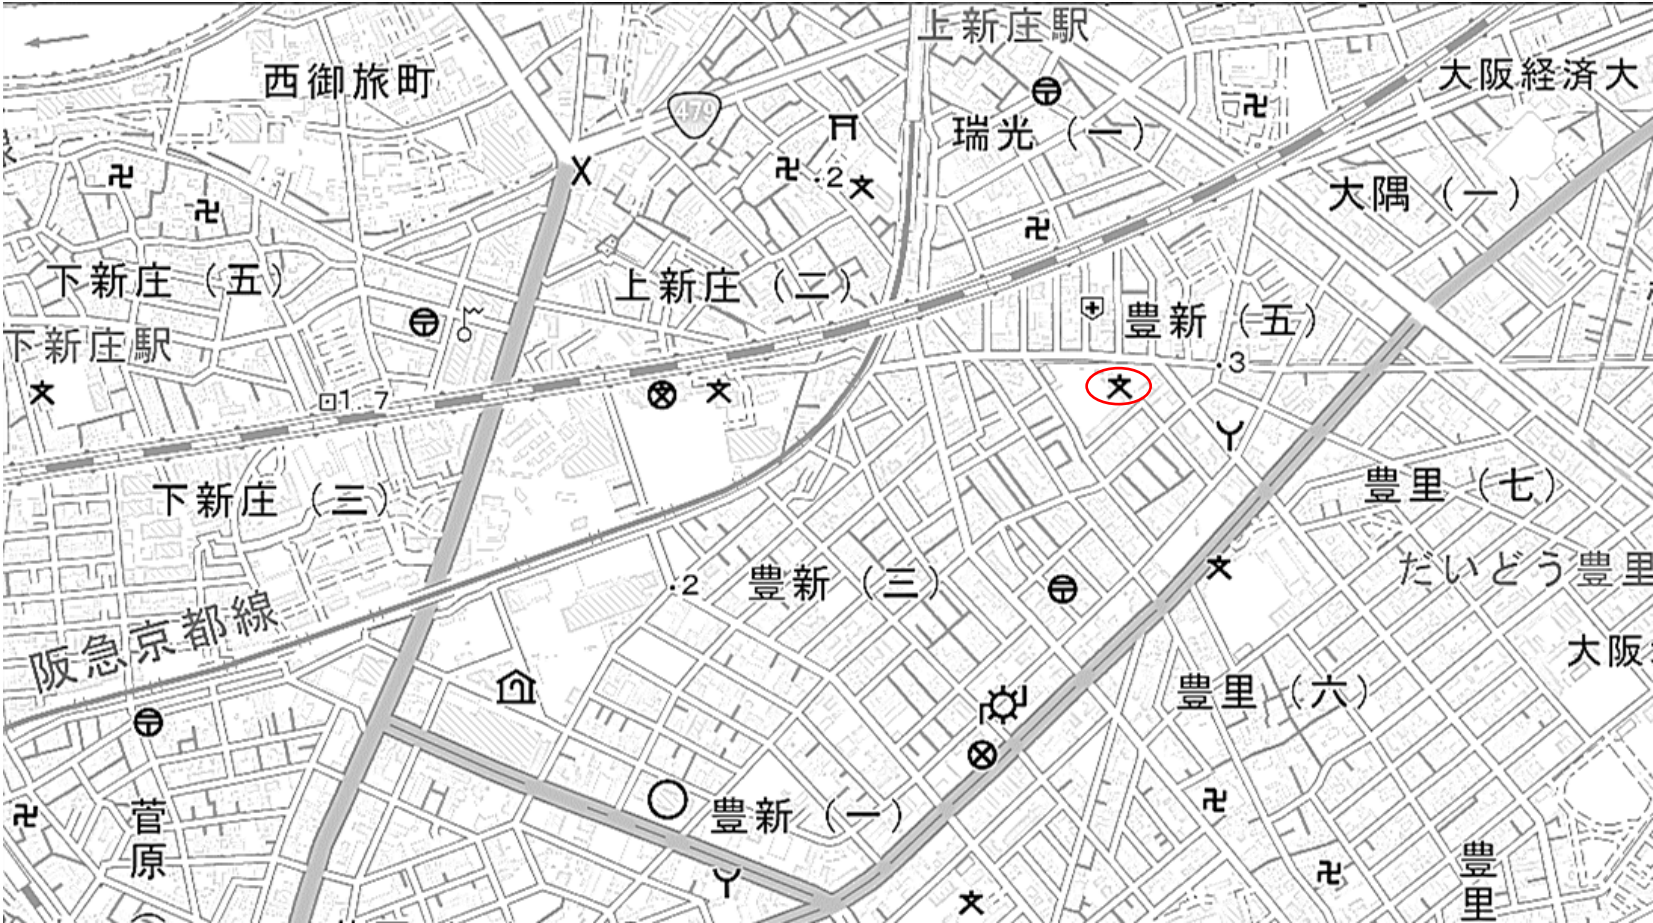 上新庄駅
西御旅町
大阪経済大
479
瑞光（一）
2
大隅（一）
下新庄（五）
上新庄（二）
豊新（五）
下新庄駅
3
1 7
下新庄（三）
豊里（七）
だいどう豊里
2
豊新（三）
阪急京都線
大阪
豊里（六）
豊新（一）
菅原
豊里